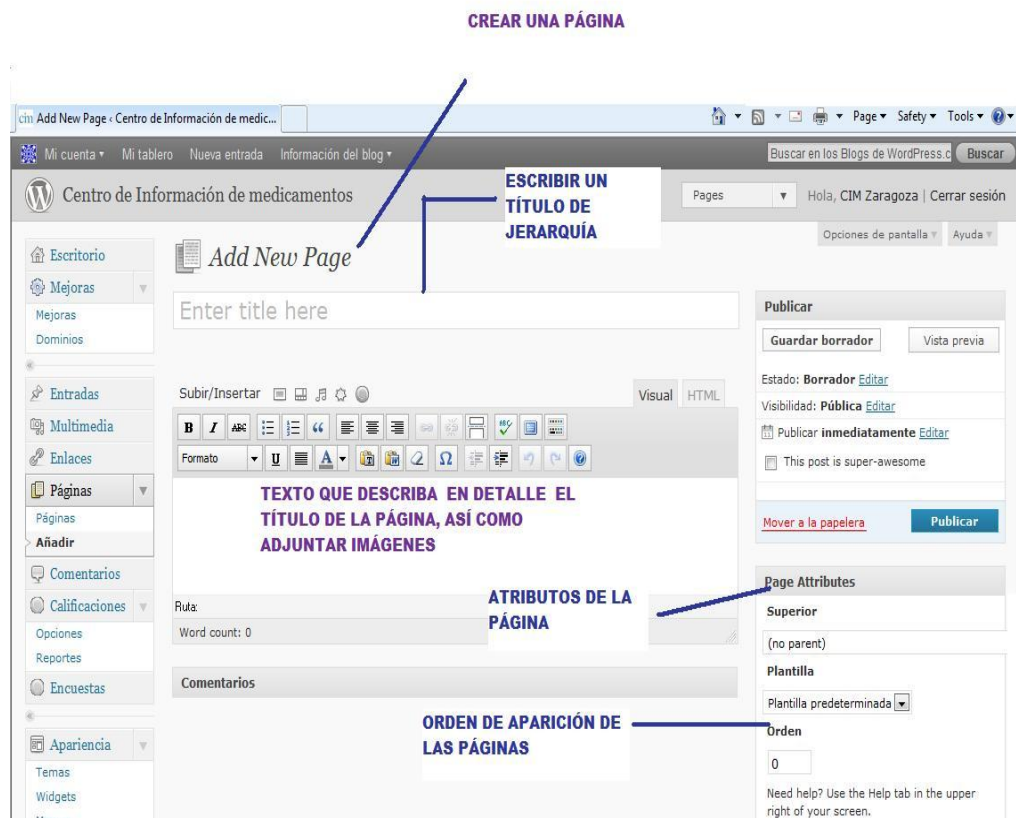 CREAR UNA PÁGINA
cim Add New Page ‹ Centro de Información de medic...
Page Safety Tools
Mi cuenta Mi tablero Nueva entrada Información del blog
Buscar en los Blogs de WordPress.c Buscar
Centro de Información de medicamentos
Pages
Hola, CIM Zaragoza | Cerrar sesión
Opciones de pantalla Ayuda
ESCRIBIR UN
TÍTULO DE
JERARQUÍA
Escritorio
Mejoras
Mejoras
Dominios
Entradas
Multimedia
Enlaces
Páginas
Páginas
Añadir
Comentarios
Calificaciones
Opciones
Reportes
Encuestas
Apariencia
Temas
Widgets
Add New Page
Enter title here
Subir/Insertar
Visual HTML
B I ABC
Formato U A
TEXTO QUE DESCRIBA EN DETALLE EL
TÍTULO DE LA PÁGINA, ASÍ COMO
ADJUNTAR IMÁGENES
Ruta:
Word count: 0
Comentarios
ATRIBUTOS DE LA
PÁGINA
ORDEN DE APARICIÓN DE
LAS PÁGINAS
Publicar
Guardar borrador Vista previa
Estado: Borrador Editar
Visibilidad: Pública Editar
Publicar inmediatamente Editar
This post is super-awesome
Mover a la papelera Publicar
Page Attributes
Superior
(no parent)
Plantilla
Plantilla predeterminada
Orden
0
Need help? Use the Help tab in the upper
right of your screen.